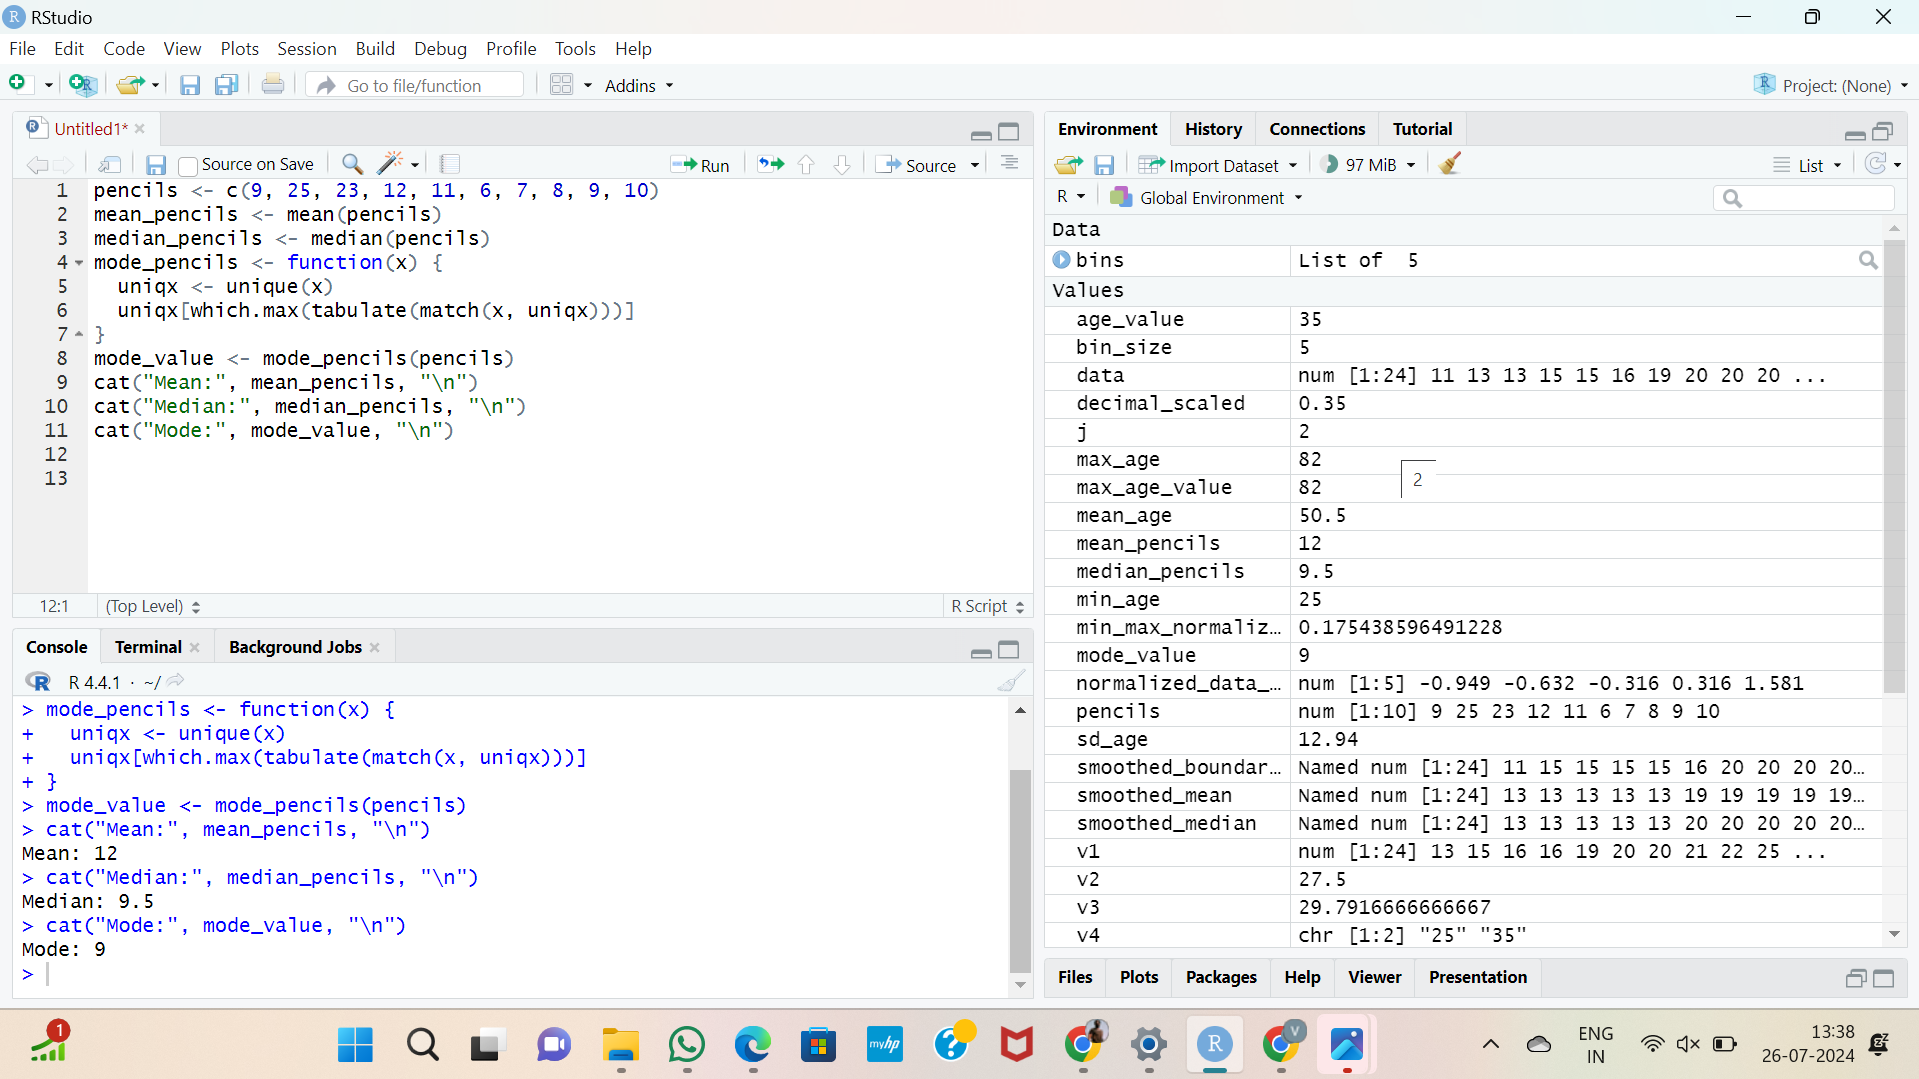 RStudio
File Edit Code View Plots Session Build Debug Profile Tools Help
Go to file/function Addins Project: (None)
Untitled1*
Source on Save Run Source
1 pencils <- c(9, 25, 23, 12, 11, 6, 7, 8, 9, 10)
2 mean_pencils <- mean(pencils)
3 median_pencils <- median(pencils)
4 mode_pencils <- function(x) {
5 uniqx <- unique(x)
6 uniqx[which.max(tabulate(match(x, uniqx)))]
7 }
8 mode_value <- mode_pencils(pencils)
9 cat("Mean:", mean_pencils, "\n")
10 cat("Median:", median_pencils, "\n")
11 cat("Mode:", mode_value, "\n")
12
13
12:1 (Top Level) R Script
Console Terminal Background Jobs
R R 4.4.1 · ~/
> mode_pencils <- function(x) {
+ uniqx <- unique(x)
+ uniqx[which.max(tabulate(match(x, uniqx)))]
+ }
> mode_value <- mode_pencils(pencils)
> cat("Mean:", mean_pencils, "\n")
Mean: 12
> cat("Median:", median_pencils, "\n")
Median: 9.5
> cat("Mode:", mode_value, "\n")
Mode: 9
>
Environment History Connections Tutorial
Import Dataset 97 MiB List
R Global Environment
Data
bins List of 5
Values
age_value 35
bin_size 5
data num [1:24] 11 13 13 15 15 16 19 20 20 20 ...
decimal_scaled 0.35
j 2
max_age 82
max_age_value 82
2
mean_age 50.5
mean_pencils 12
median_pencils 9.5
min_age 25
min_max_normaliz... 0.175438596491228
mode_value 9
normalized_data_... num [1:5] -0.949 -0.632 -0.316 0.316 1.581
pencils num [1:10] 9 25 23 12 11 6 7 8 9 10
sd_age 12.94
smoothed_boundar... Named num [1:24] 11 15 15 15 15 16 20 20 20 20...
smoothed_mean Named num [1:24] 13 13 13 13 13 19 19 19 19 19...
smoothed_median Named num [1:24] 13 13 13 13 13 20 20 20 20 20...
v1 num [1:24] 13 15 16 16 19 20 20 21 22 25 ...
v2 27.5
v3 29.7916666666667
v4 chr [1:2] "25" "35"
Files Plots Packages Help Viewer Presentation
1
myhp
R
V
ENG
IN
13:38
26-07-2024